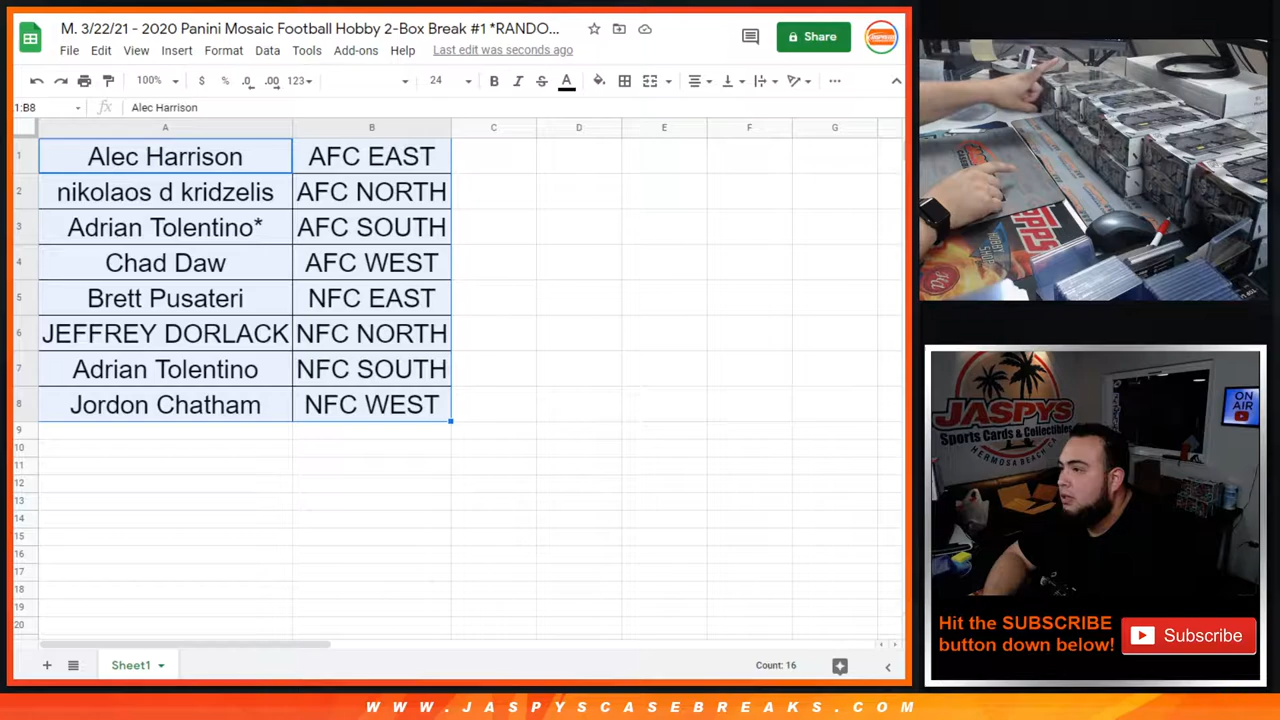 M. 3/22/21 - 2020 Panini Mosaic Football Hobby 2-Box Break #1 *RANDO...
File Edit View Insert Format Data Tools Add-ons Help Last edit was seconds ago
Share
100% $ % .0 .00 123 24 B I S A
1:B8 fx Alec Harrison
A B C D E F G
1 Alec Harrison AFC EAST
2 nikolaos d kridzelis AFC NORTH
3 Adrian Tolentino* AFC SOUTH
4 Chad Daw AFC WEST
5 Brett Pusateri NFC EAST
6 JEFFREY DORLACK NFC NORTH
7 Adrian Tolentino NFC SOUTH
8 Jordon Chatham NFC WEST
9
10
11
12
13
14
15
16
17
18
19
20
Sheet1
Count: 16
TOPPS
HOBBY
SHOP
JASPYS
Sports Cards & Collectibles
HERMOSA BEACH CA
ON
AIR
Hit the SUBSCRIBE
button down below!
Subscribe
WWW.JASPYSCASEBREAKS.COM